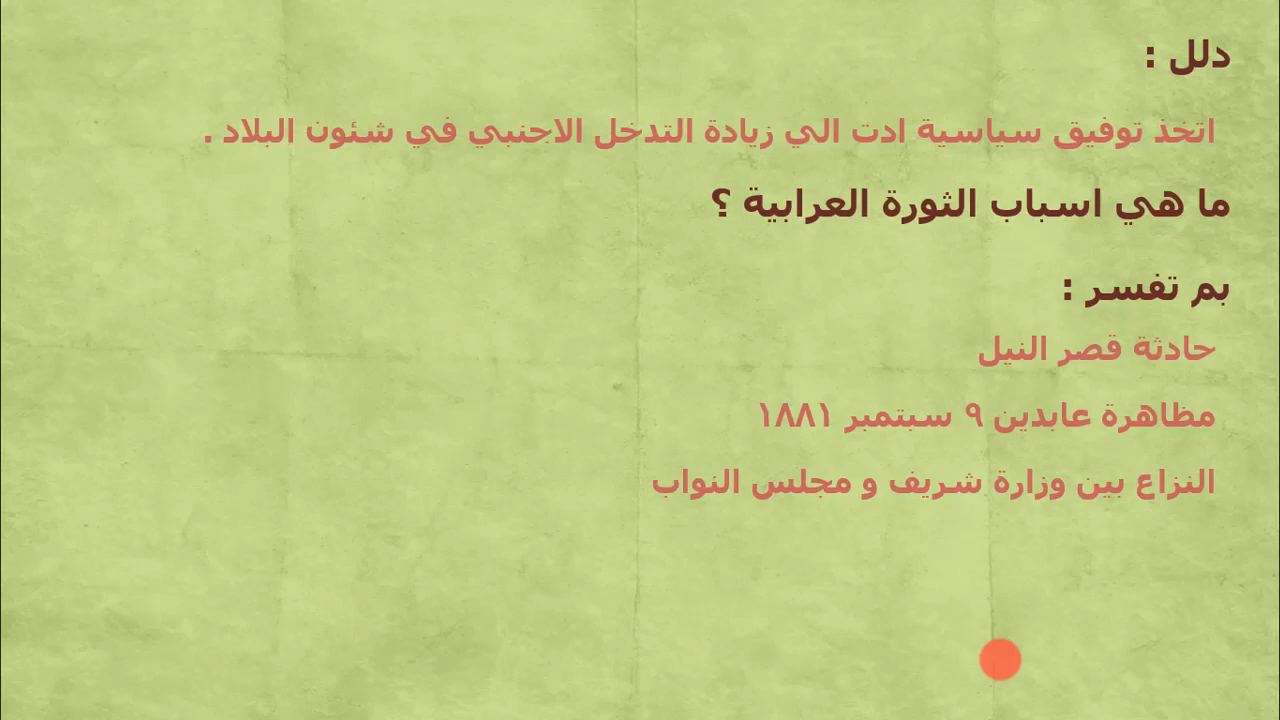 دلل :
اتخذ توفيق سياسية ادت الي زيادة التدخل الاجنبي في شئون البلاد .
ما هي اسباب الثورة العرابية ؟
بم تفسر :
حادثة قصر النيل
مظاهرة عابدين ٩ سبتمبر ١٨٨١
النزاع بين وزارة شريف و مجلس النواب